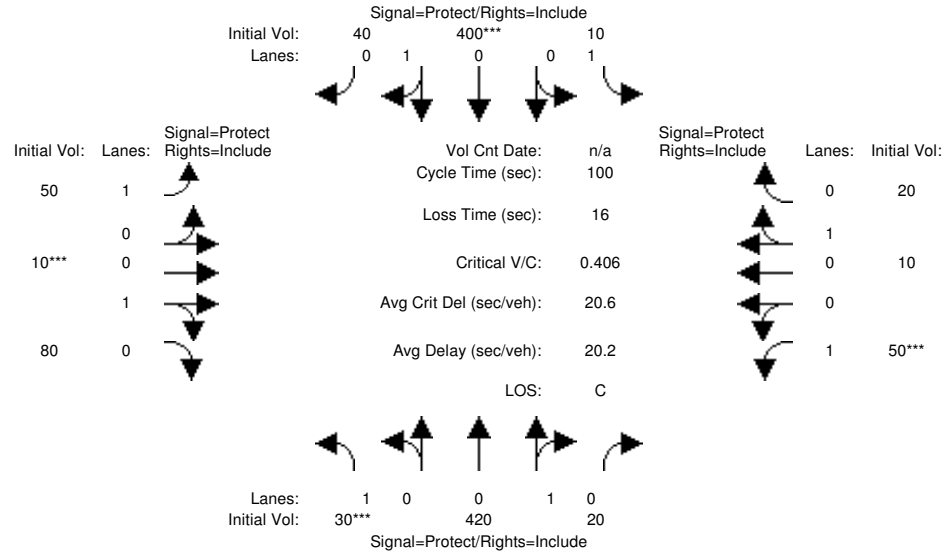 Signal=Protect/Rights=Include
Initial Vol: 40 400*** 10
Lanes: 0 1 0 0 1
Signal=Protect
Rights=Include
Initial Vol: Lanes:
Vol Cnt Date: n/a
Signal=Protect
Rights=Include
Lanes: Initial Vol:
Cycle Time (sec): 100
50 1
0 20
Loss Time (sec): 16
0
1
10*** 0
Critical V/C: 0.406
0 10
1
Avg Crit Del (sec/veh): 20.6
0
80 0
Avg Delay (sec/veh): 20.2
1 50***
LOS: C
Lanes: 1 0 0 1 0
Initial Vol: 30*** 420 20
Signal=Protect/Rights=Include